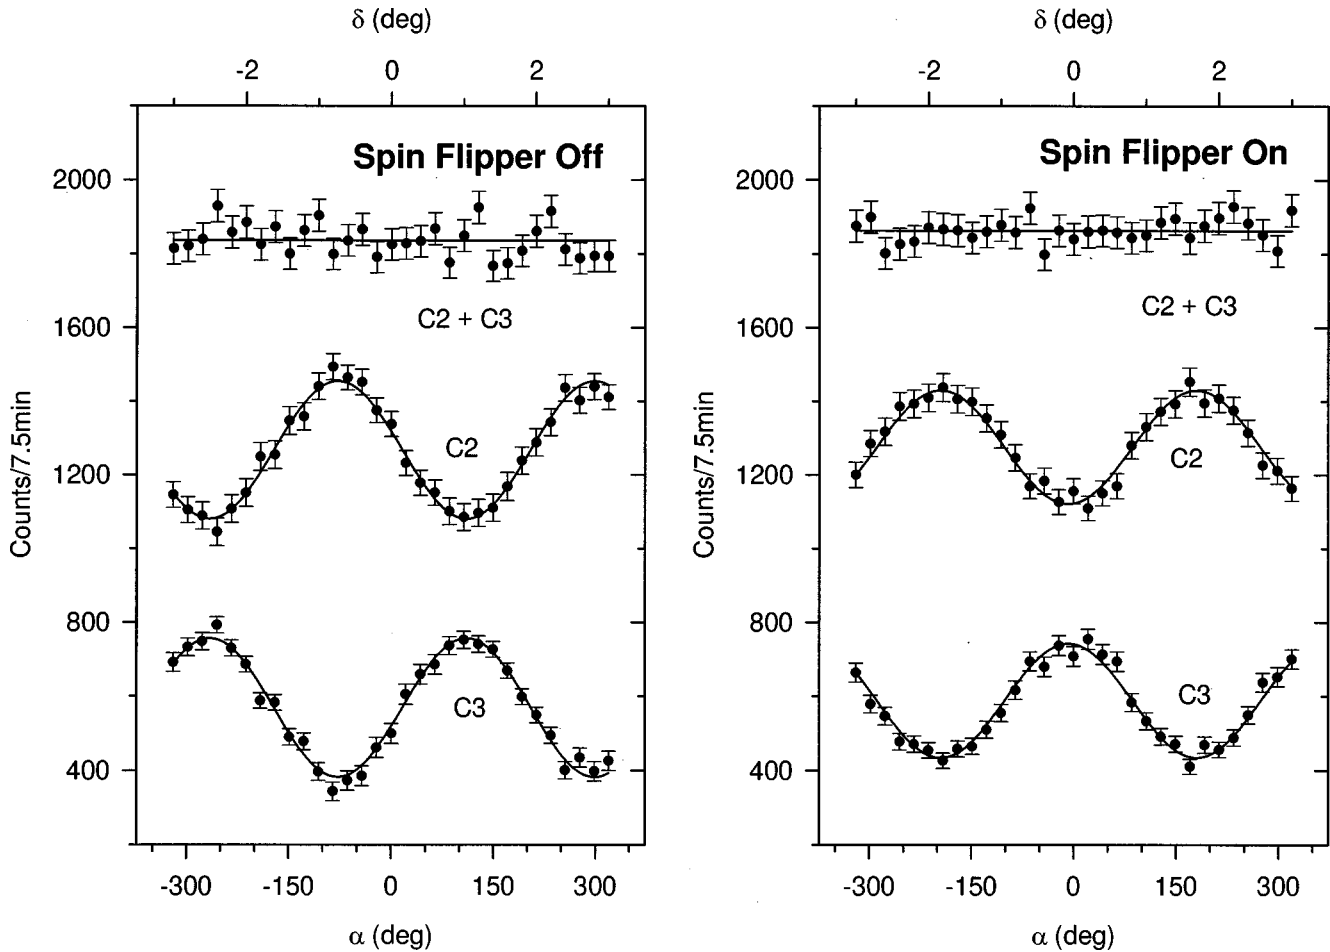 δ (deg)
-2 0 2
Spin Flipper Off
2000
1600
1200
800
400
C2 + C3
C2
C3
Counts/7.5min
-300 -150 0 150 300
α (deg)
δ (deg)
-2 0 2
Spin Flipper On
2000
1600
1200
800
400
C2 + C3
C2
C3
Counts/7.5min
-300 -150 0 150 300
α (deg)